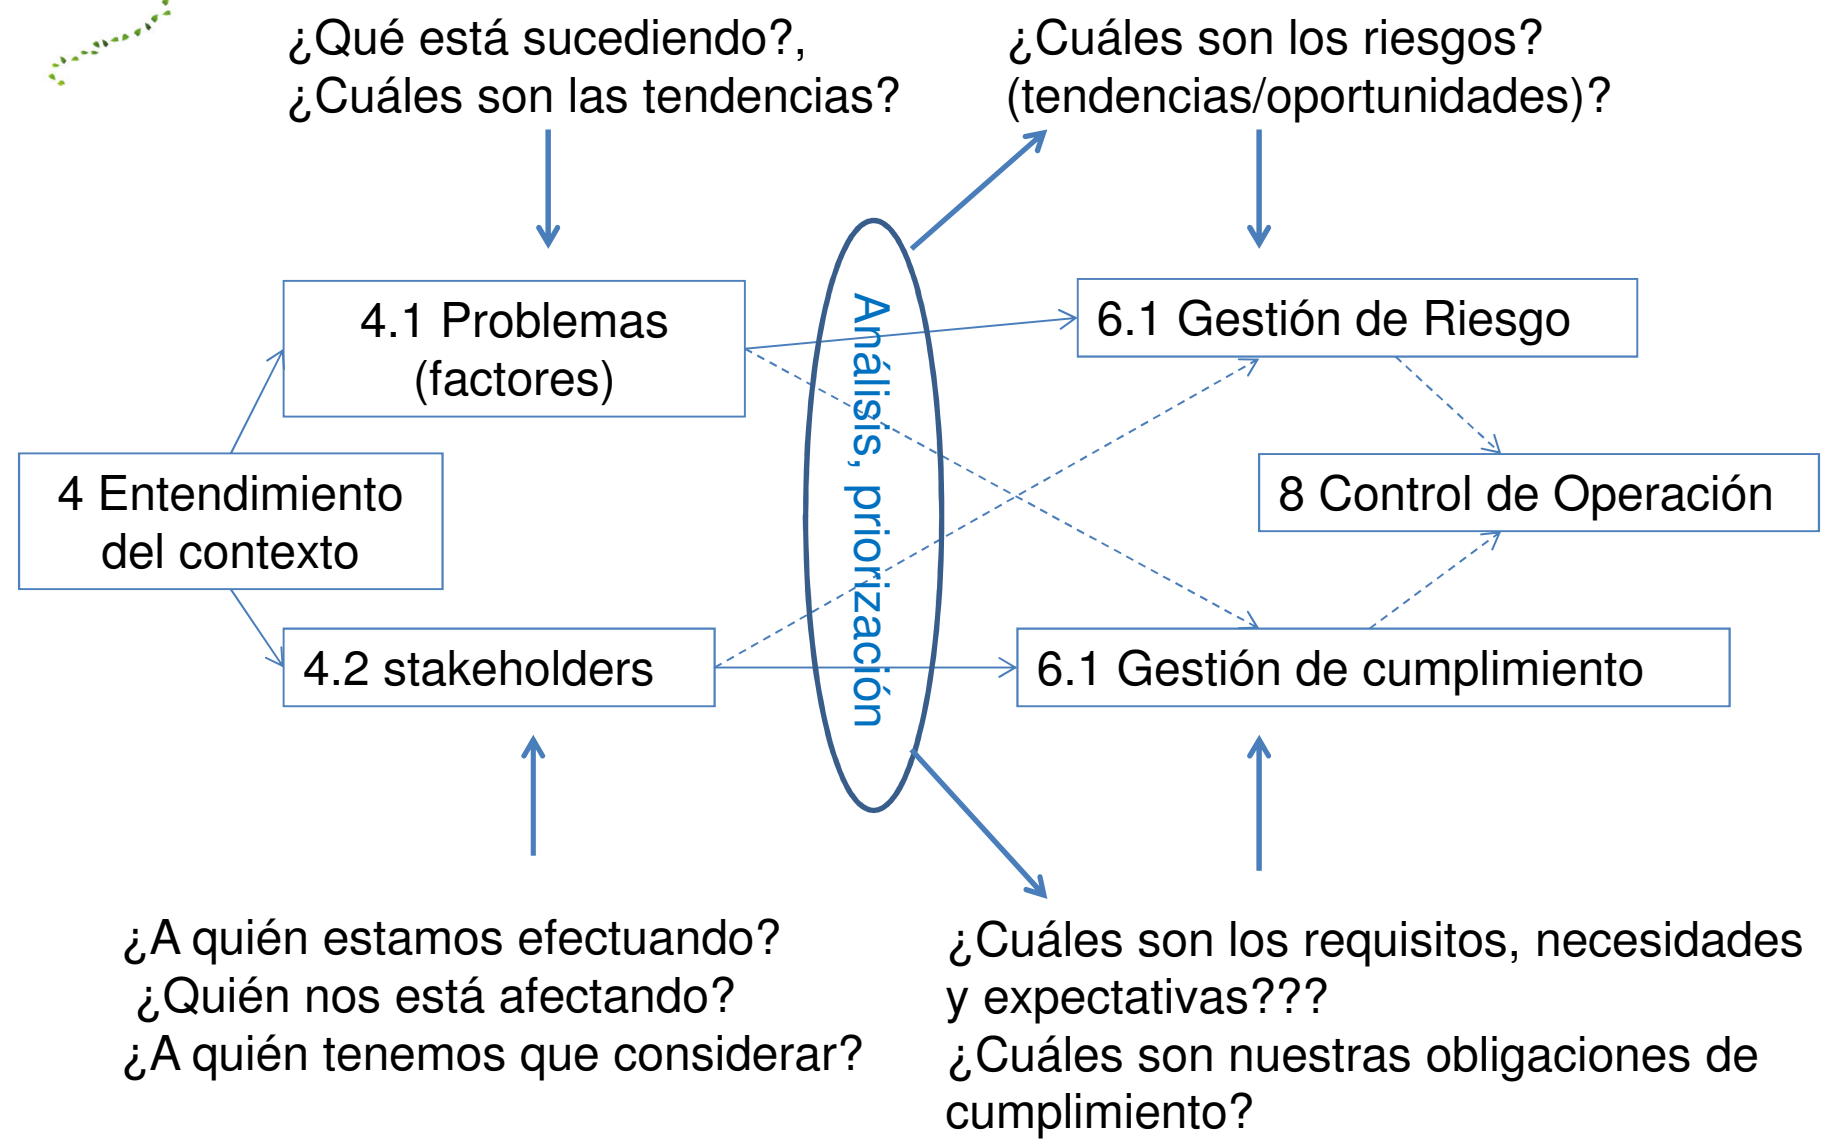 ¿Qué está sucediendo?,
¿Cuáles son las tendencias?
¿Cuáles son los riesgos?
(tendencias/oportunidades)?
4.1 Problemas
(factores)
6.1 Gestión de Riesgo
Análisis, priorización
4 Entendimiento
del contexto
8 Control de Operación
4.2 stakeholders
6.1 Gestión de cumplimiento
¿A quién estamos efectuando?
¿Quién nos está afectando?
¿A quién tenemos que considerar?
¿Cuáles son los requisitos, necesidades
y expectativas???
¿Cuáles son nuestras obligaciones de
cumplimiento?